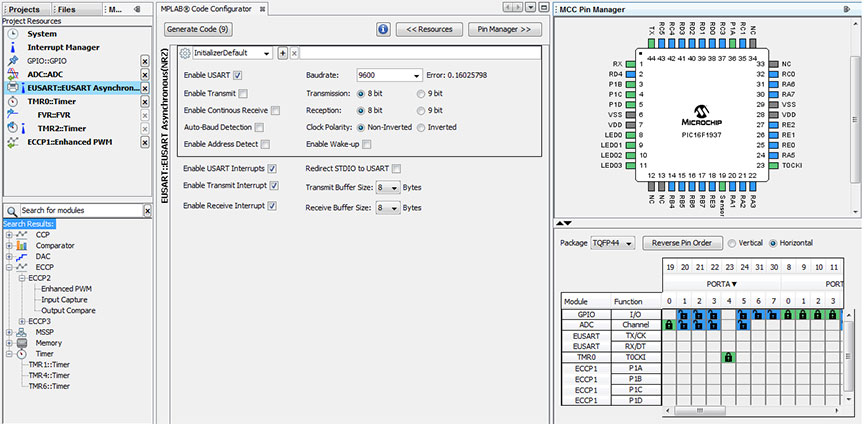 Projects
Files
M...
Project Resources
System
Interrupt Manager
GPIO::GPIO
ADC::ADC
EUSART::EUSART Asynchron...
TMR0::Timer
FVR::FVR
TMR2::Timer
ECCP1::Enhanced PWM
Search for modules
Search Results:
CCP
Comparator
DAC
ECCP
ECCP2
Enhanced PWM
Input Capture
Output Compare
ECCP3
MSSP
Memory
Timer
TMR1::Timer
TMR4::Timer
TMR6::Timer
MPLAB® Code Configurator
Generate Code (9)
<< Resources
Pin Manager >>
EUSART::EUSART Asynchronous(NR2)
InitializerDefault
Enable USART
Baudrate: 9600 Error: 0.16025798
Enable Transmit
Transmission: 8 bit 9 bit
Enable Continous Receive
Reception: 8 bit 9 bit
Auto-Baud Detection
Clock Polarity: Non-Inverted Inverted
Enable Address Detect
Enable Wake-up
Enable USART Interrupts
Redirect STDIO to USART
Enable Transmit Interrupt
Transmit Buffer Size: 8 Bytes
Enable Receive Interrupt
Receive Buffer Size: 8 Bytes
MCC Pin Manager
TX RC5 RC4 RD3 RD2 RD1 RD0 RC3 P1A RC1 NC
44 43 42 41 40 39 38 37 36 35 34
RX 1
RD4 2
P1B 3
P1C 4
P1D 5
VSS 6
VDD 7
LED0 8
LED01 9
LED02 10
LED03 11
33 NC
32 RC0
31 RA6
30 RA7
29 VSS
28 VDD
27 RE2
26 RE1
25 RE0
24 RA5
23 T0CKI
MICROCHIP
PIC16F1937
12 13 14 15 16 17 18 19 20 21 22
NC NC RB4 RB5 RB6 RB7 RE3 Sensor RA1 RA2 RA3
Package TQFP44 Reverse Pin Order Vertical Horizontal
19 20 21 22 23 24 31 30 8 9 10 11
PORTA▼ PORT
Module Function 0 1 2 3 4 5 6 7 0 1 2 3
GPIO I/O
ADC Channel
EUSART TX/CK
EUSART RX/DT
TMR0 T0CKI
ECCP1 P1A
ECCP1 P1B
ECCP1 P1C
ECCP1 P1D